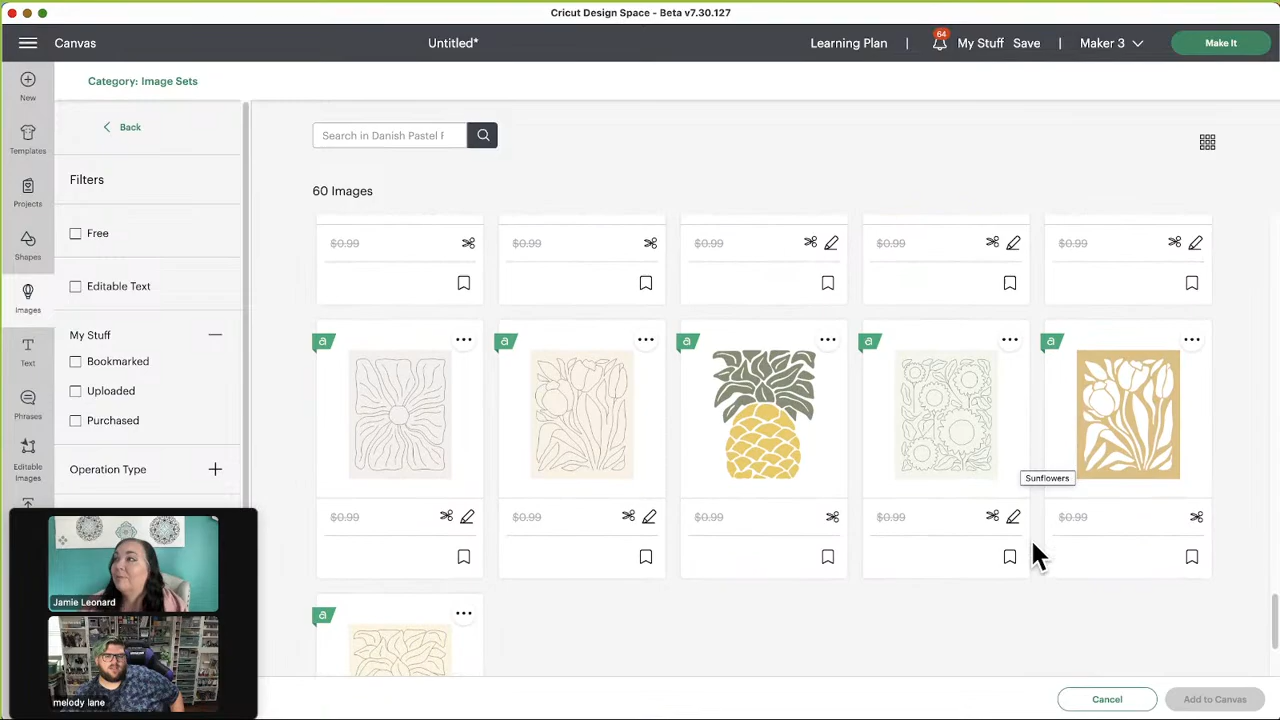 Cricut Design Space - Beta v7.30.127
Canvas
Untitled*
Learning Plan
|
64
My Stuff
Save
|
Maker 3
Make It
New
Templates
Projects
Shapes
Images
Text
Phrases
Editable
Images
Category: Image Sets
Back
Filters
Free
Editable Text
My Stuff
Bookmarked
Uploaded
Purchased
Operation Type
Search in Danish Pastel F
60 Images
$0.99
$0.99
$0.99
$0.99
$0.99
a
a
a
a
a
Sunflowers
$0.99
$0.99
$0.99
$0.99
$0.99
a
Jamie Leonard
melody lane
Cancel
Add to Canvas